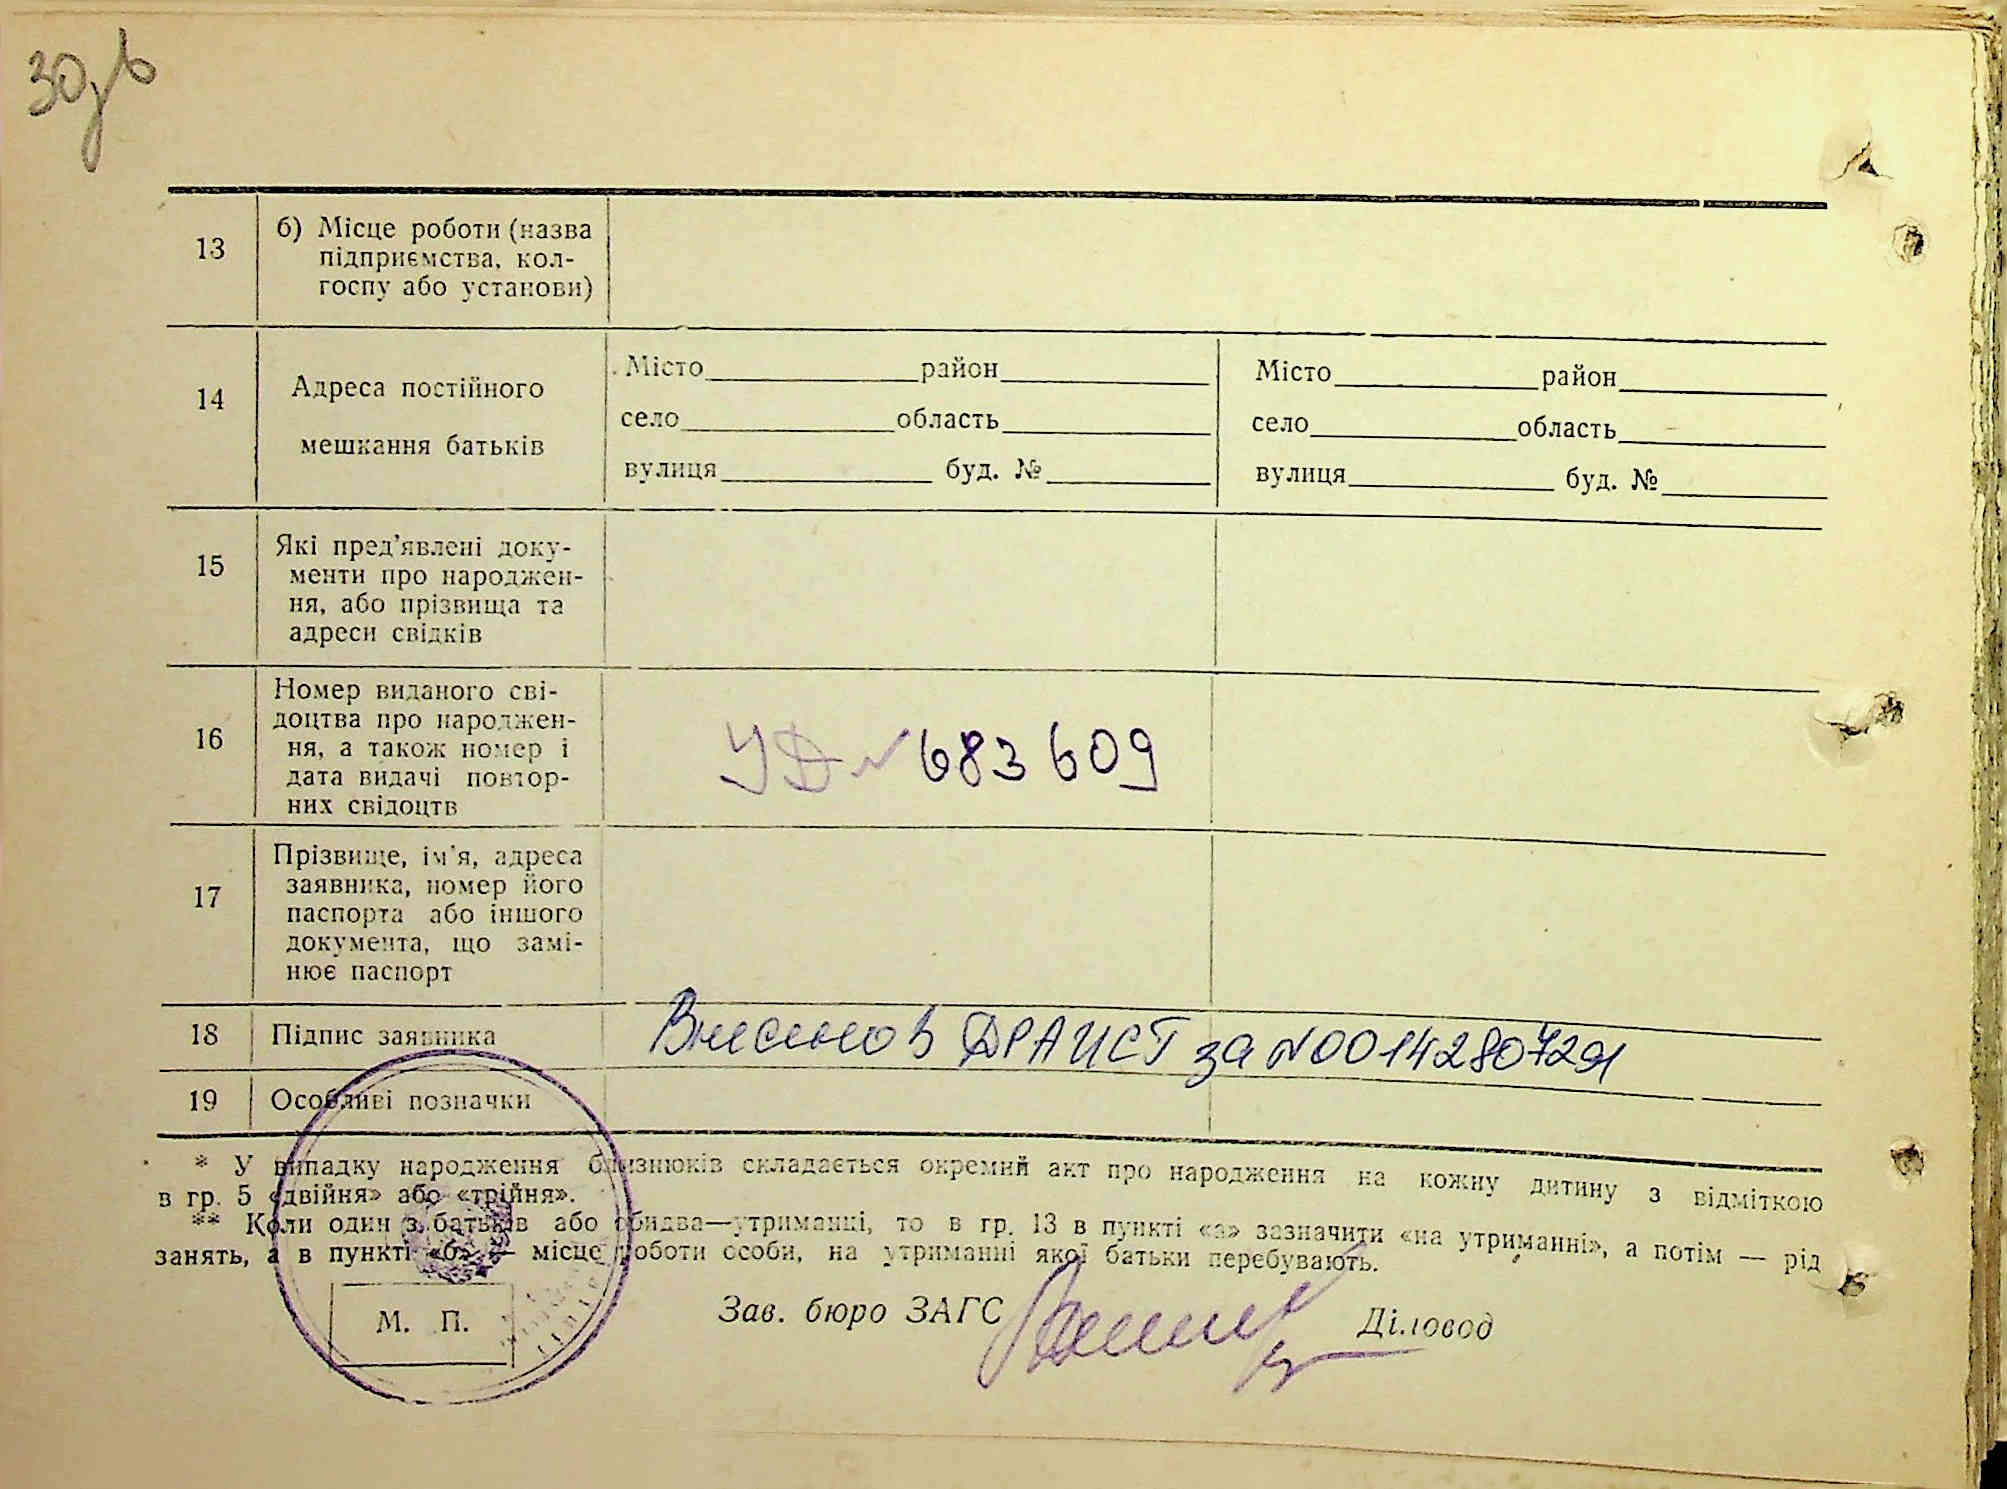 30зв
13
б) Місце роботи (назва
підприємства, кол-
госпу або установи)
14
Адреса постійного
мешкання батьків
Місто район
село область
вулиця буд. №
Місто район
село область
вулиця буд. №
15
Які пред'явлені доку-
менти про народжен-
ня, або прізвища та
адреси свідків
16
Номер виданого сві-
доцтва про народжен-
ня, а також номер і
дата видачі повтор-
них свідоцтв
УД № 683609
17
Прізвище, ім'я, адреса
заявника, номер його
паспорта або іншого
документа, що замі-
нює паспорт
18
Підпис заявника
Внесено в ДРАЦСГ за №00142807291
19
Особливі позначки
* У випадку народження близнюків складається окремий акт про народження на кожну дитину з відміткою
в гр. 5 «двійня» або «трійня».
** Коли один з батьків або обидва—утриманці, то в гр. 13 в пункті «а» зазначити «на утриманні», а потім — рід
занять, а в пункті «б» — місце роботи особи, на утриманні якої батьки перебувають.
М. П.
Зав. бюро ЗАГС
Діловод